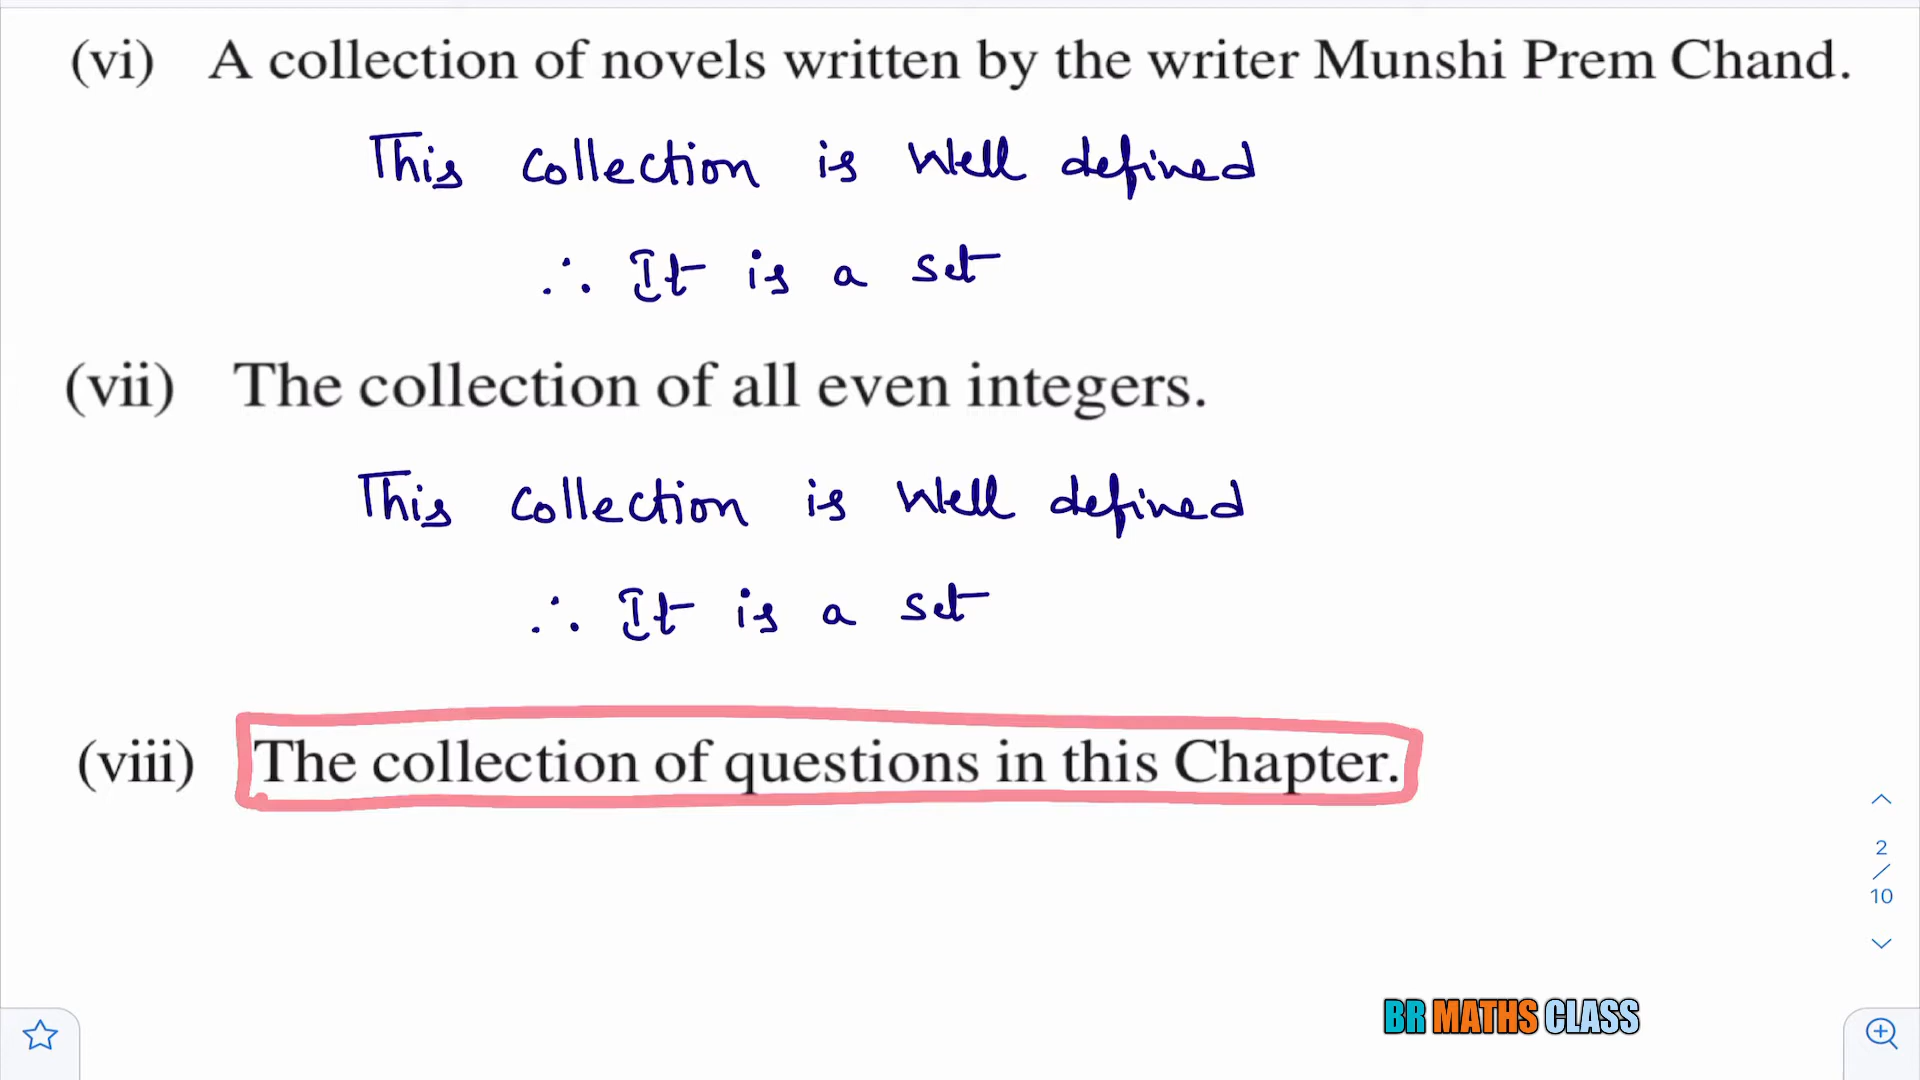 (vi) A collection of novels written by the writer Munshi Prem Chand.
This collection is well defined
∴ It is a set
(vii) The collection of all even integers.
This collection is well defined
∴ It is a set
(viii) The collection of questions in this Chapter.
2
/
10
BR MATHS CLASS